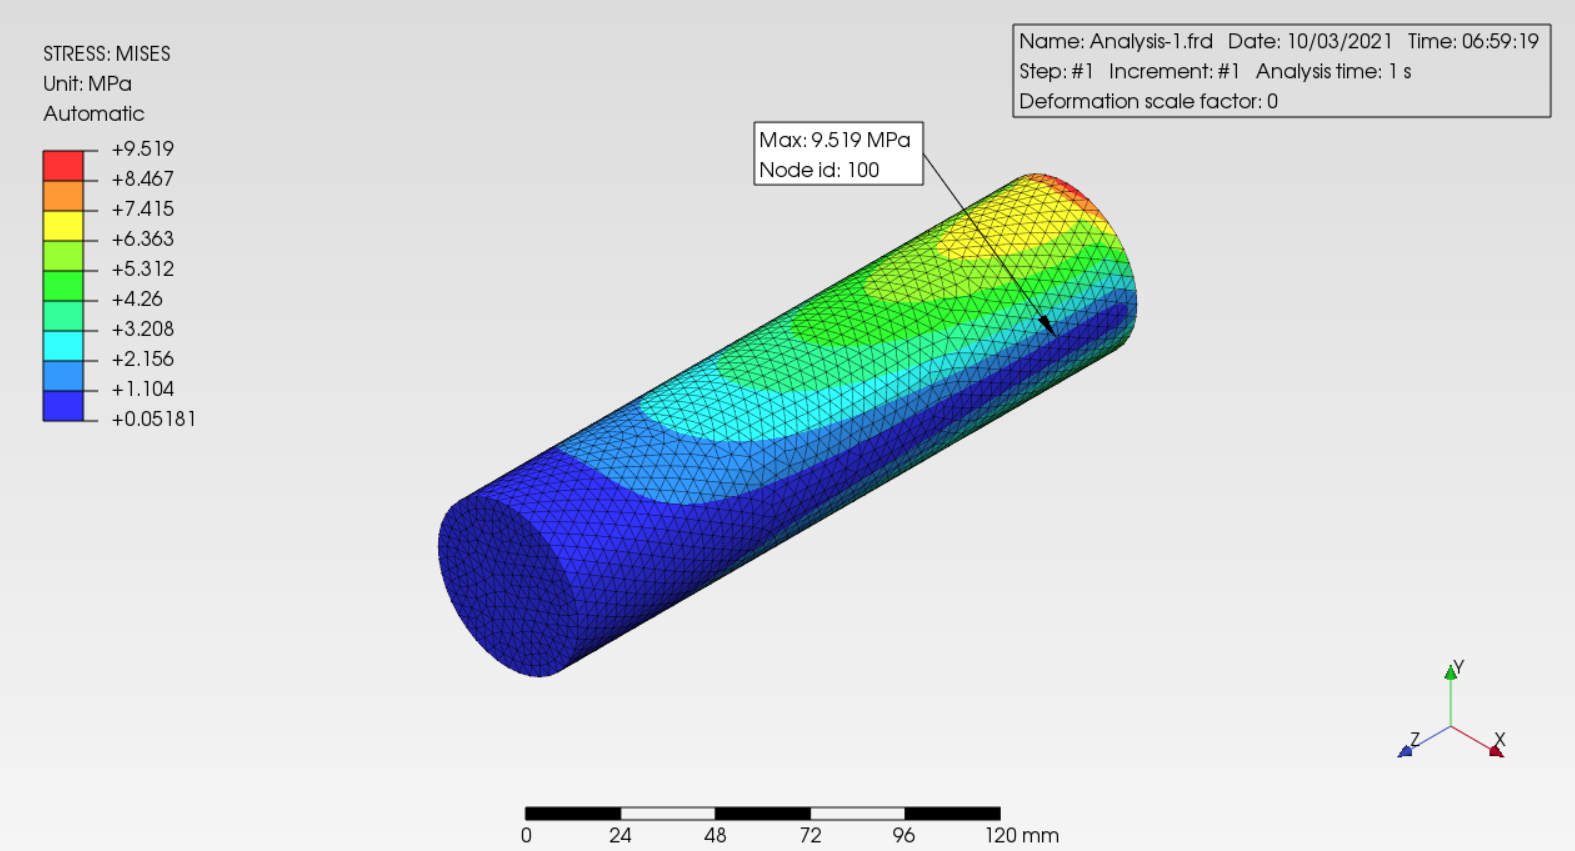 STRESS: MISES
Unit: MPa
Automatic
+9.519
+8.467
+7.415
+6.363
+5.312
+4.26
+3.208
+2.156
+1.104
+0.05181
Name: Analysis-1.frd Date: 10/03/2021 Time: 06:59:19
Step: #1 Increment: #1 Analysis time: 1 s
Deformation scale factor: 0
Max: 9.519 MPa
Node id: 100
Y
Z X
0 24 48 72 96 120 mm